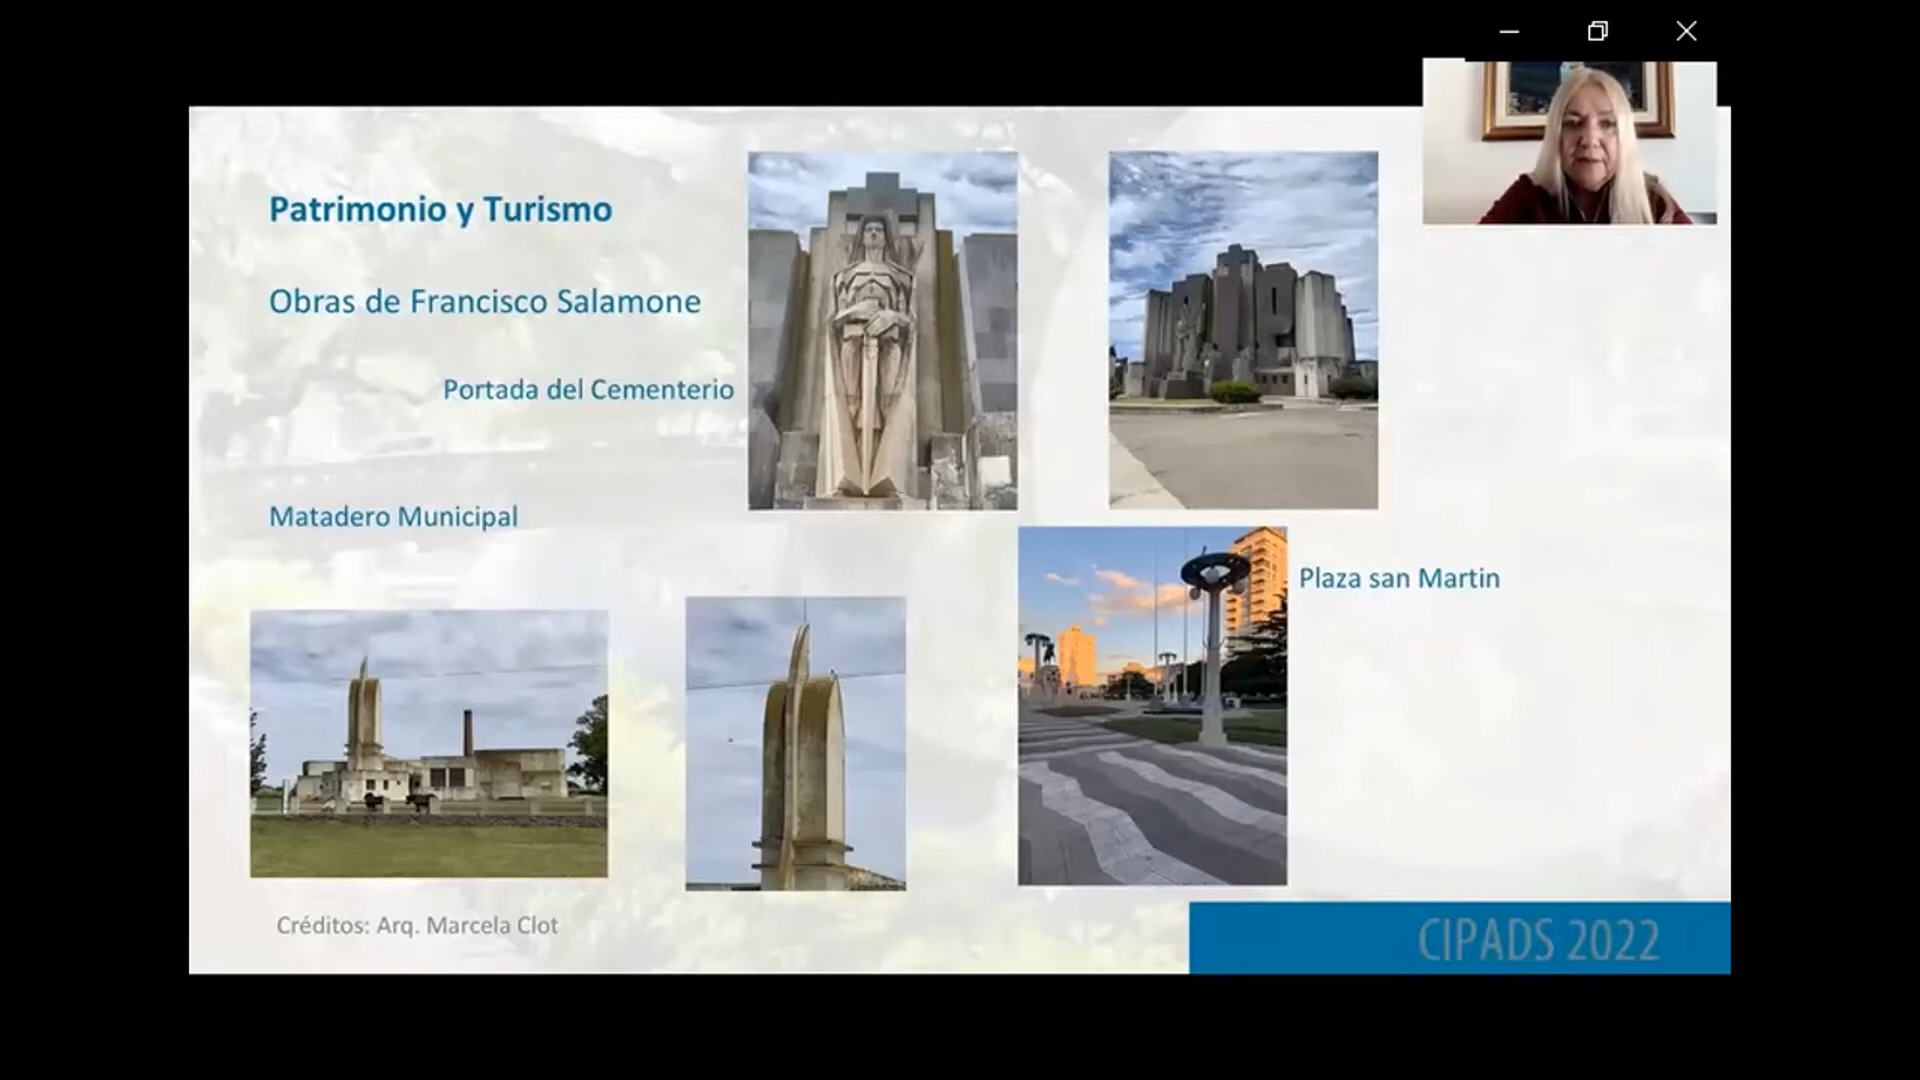 Patrimonio y Turismo
Obras de Francisco Salamone
Portada del Cementerio
Matadero Municipal
Plaza san Martin
Créditos: Arq. Marcela Clot
CIPADS 2022